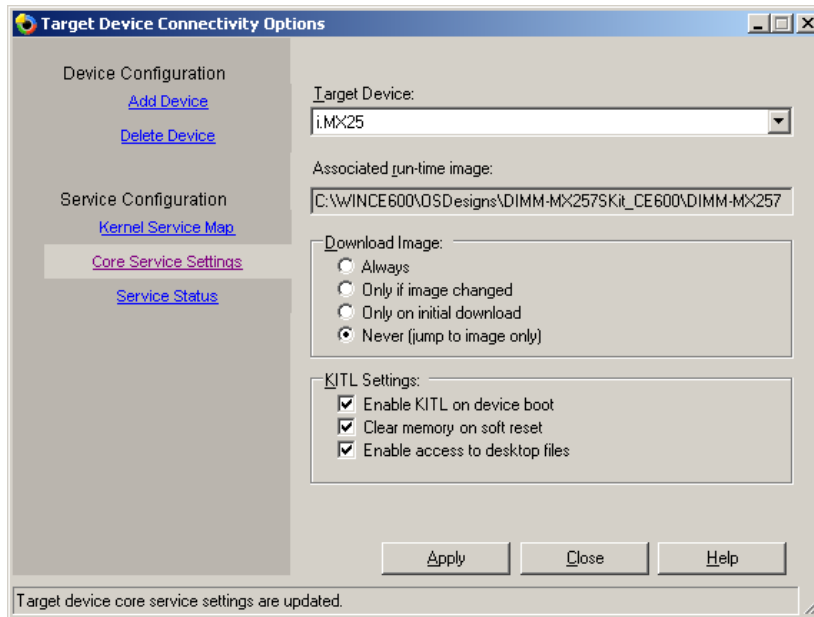 Target Device Connectivity Options
Device Configuration
Add Device
Delete Device
Service Configuration
Kernel Service Map
Core Service Settings
Service Status
Target Device:
i.MX25
Associated run-time image:
C:\WINCE600\OSDesigns\DIMM-MX257SKit_CE600\DIMM-MX257
Download Image:
Always
Only if image changed
Only on initial download
Never (jump to image only)
KITL Settings:
Enable KITL on device boot
Clear memory on soft reset
Enable access to desktop files
Apply
Close
Help
Target device core service settings are updated.